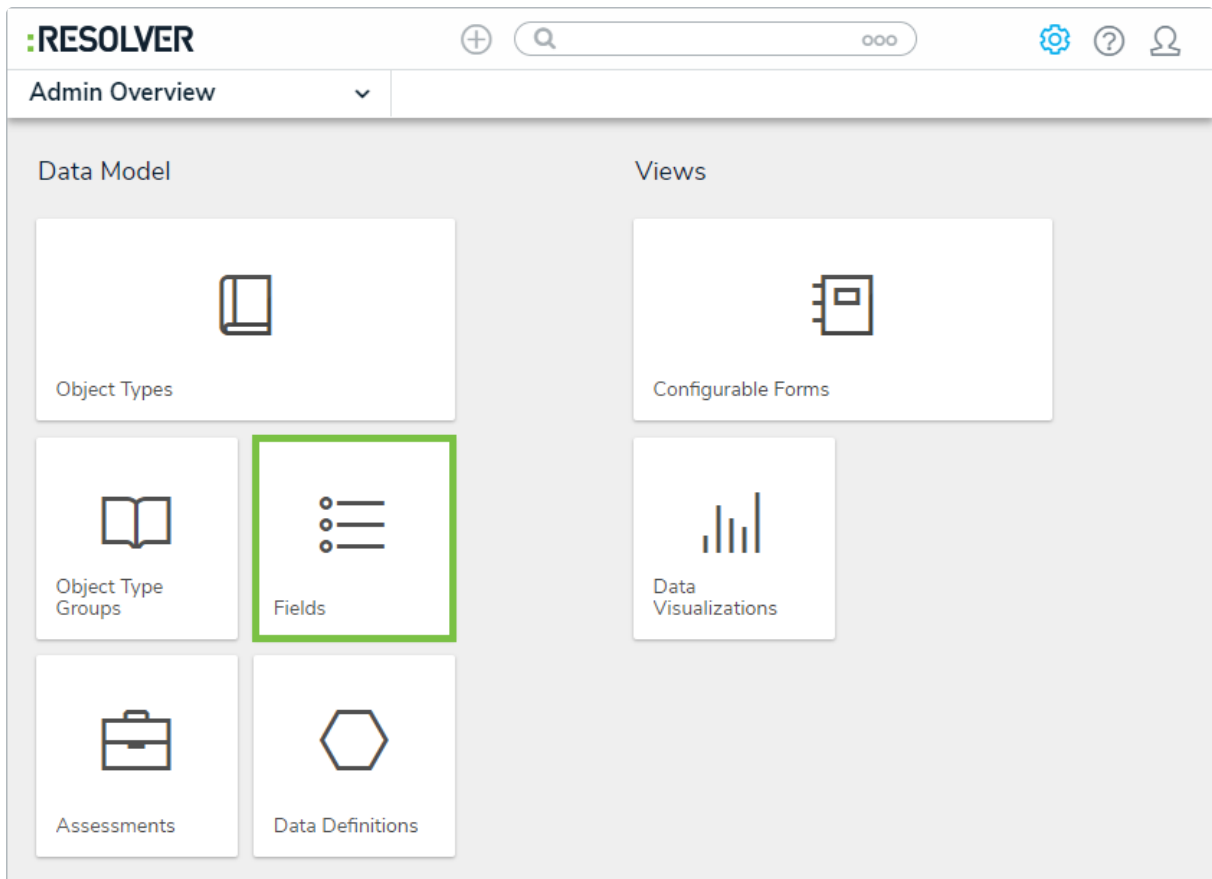 :RESOLVER
Admin Overview
Data Model
Views
Object Types
Configurable Forms
Object Type
Groups
Fields
Data
Visualizations
Assessments
Data Definitions